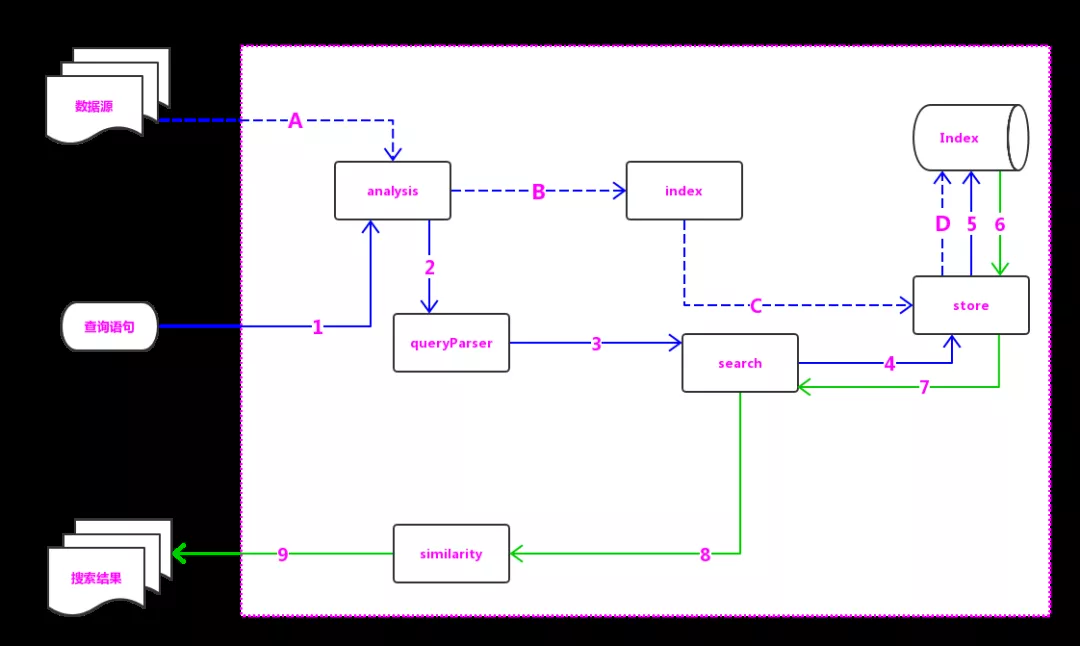 数据源
A
Index
analysis
B
index
D
5
6
2
C
store
查询语句
1
queryParser
3
search
4
7
搜索结果
9
similarity
8